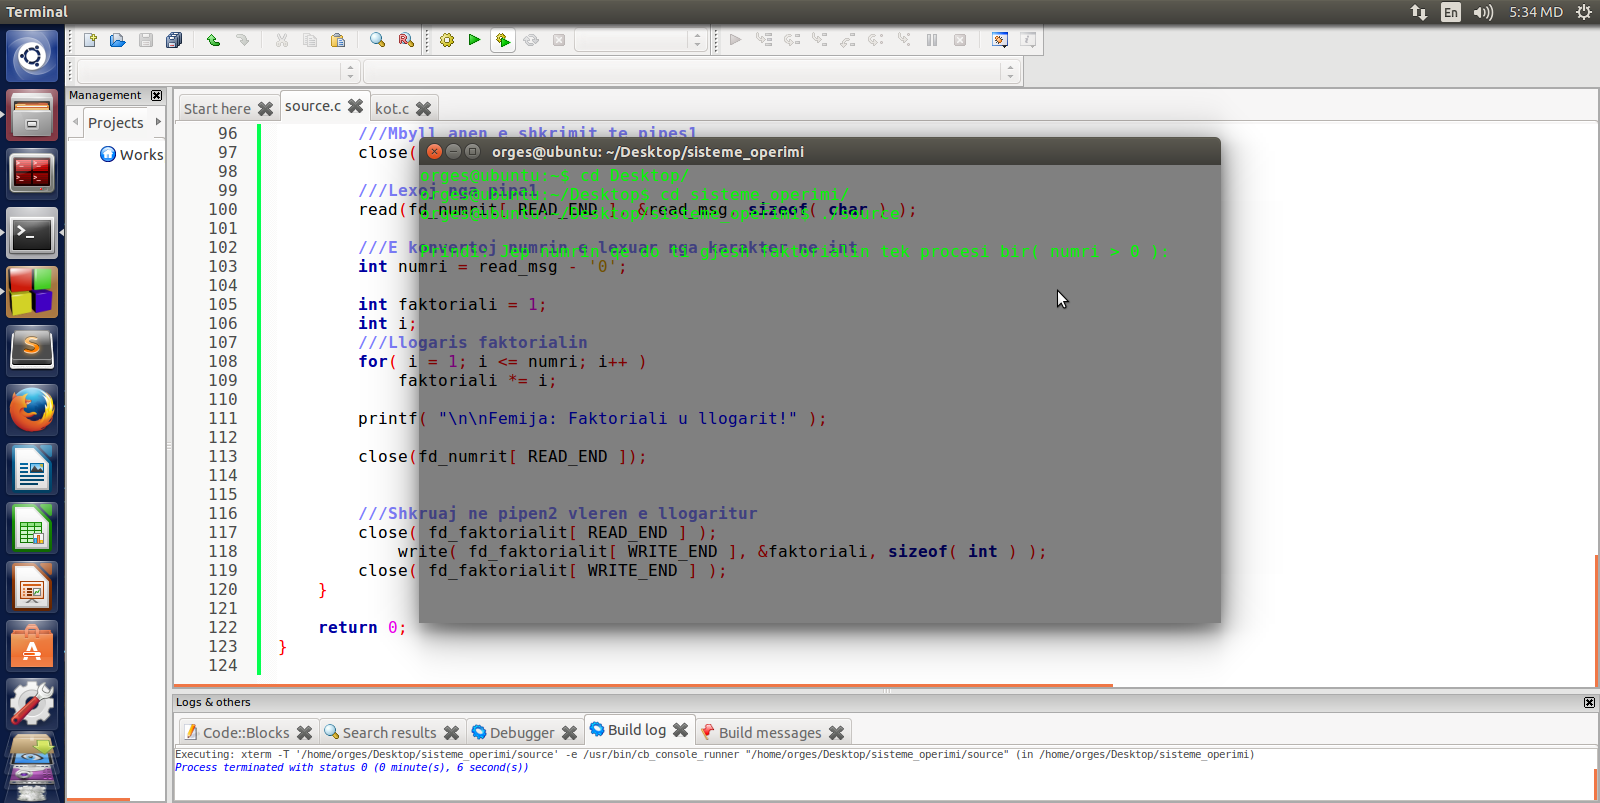 Terminal
En
5:34 MD
Management
Start here
source.c
kot.c
Projects
Works
96 ///Mbyll anen e shkrimit te pipes1
97 close(
98
99 ///Lexoj nga pipa1
100 read(fd_numrit[ READ_END ], &read_msg, sizeof( char ) );
101
102 ///E konvertoj numrin e lexuar nga karakter ne int
103 int numri = read_msg - '0';
104
105 int faktoriali = 1;
106 int i;
107 ///Llogaris faktorialin
108 for( i = 1; i <= numri; i++ )
109 faktoriali *= i;
110
111 printf( "\n\nFemija: Faktoriali u llogarit!" );
112
113 close(fd_numrit[ READ_END ]);
114
115
116 ///Shkruaj ne pipen2 vleren e llogaritur
117 close( fd_faktorialit[ READ_END ] );
118 write( fd_faktorialit[ WRITE_END ], &faktoriali, sizeof( int ) );
119 close( fd_faktorialit[ WRITE_END ] );
120 }
121
122 return 0;
123 }
124
orges@ubuntu: ~/Desktop/sisteme_operimi
orges@ubuntu:~$ cd Desktop/
orges@ubuntu:~/Desktop$ cd sisteme_operimi/
orges@ubuntu:~/Desktop/sisteme_operimi$ ./source
Prindi: Jep numrin qe do ti gjesh faktorialin tek procesi bir( numri > 0 ):
Logs & others
Code::Blocks
Search results
Debugger
Build log
Build messages
Executing: xterm -T '/home/orges/Desktop/sisteme_operimi/source' -e /usr/bin/cb_console_runner "/home/orges/Desktop/sisteme_operimi/source" (in /home/orges/Desktop/sisteme_operimi)
Process terminated with status 0 (0 minute(s), 6 second(s))